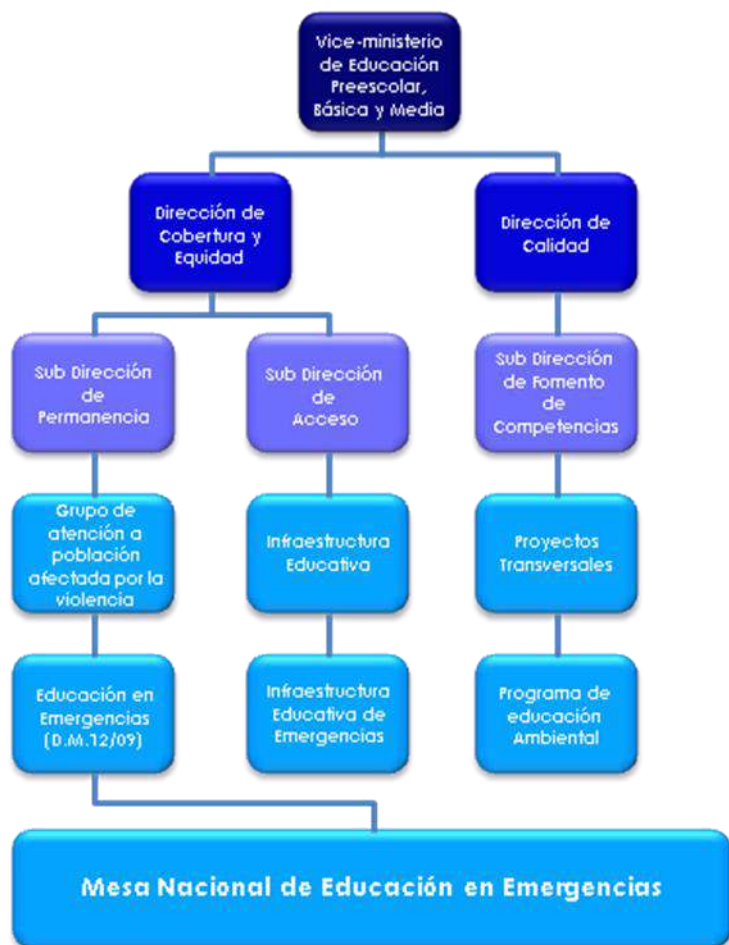 Vice-ministerio
de Educación
Preescolar,
Básica y Media
Dirección de
Cobertura y
Equidad
Dirección de
Calidad
Sub Dirección
de
Permanencia
Sub Dirección
de
Acceso
Sub Dirección
de Fomento
de
Competencias
Grupo de
atención a
población
afectada por la
violencia
Infraestructura
Educativa
Proyectos
Transversales
Educación en
Emergencias
(D.M.12/09)
Infraestructura
Educativa de
Emergencias
Programa de
educación
Ambiental
Mesa Nacional de Educación en Emergencias